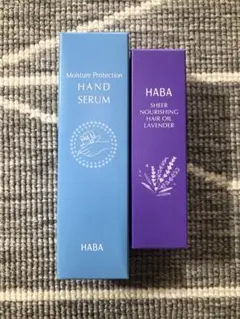 Moisture Protection
HAND
SERUM
HABA
HABA
SHEER
NOURISHING
HAIR OIL
LAVENDER